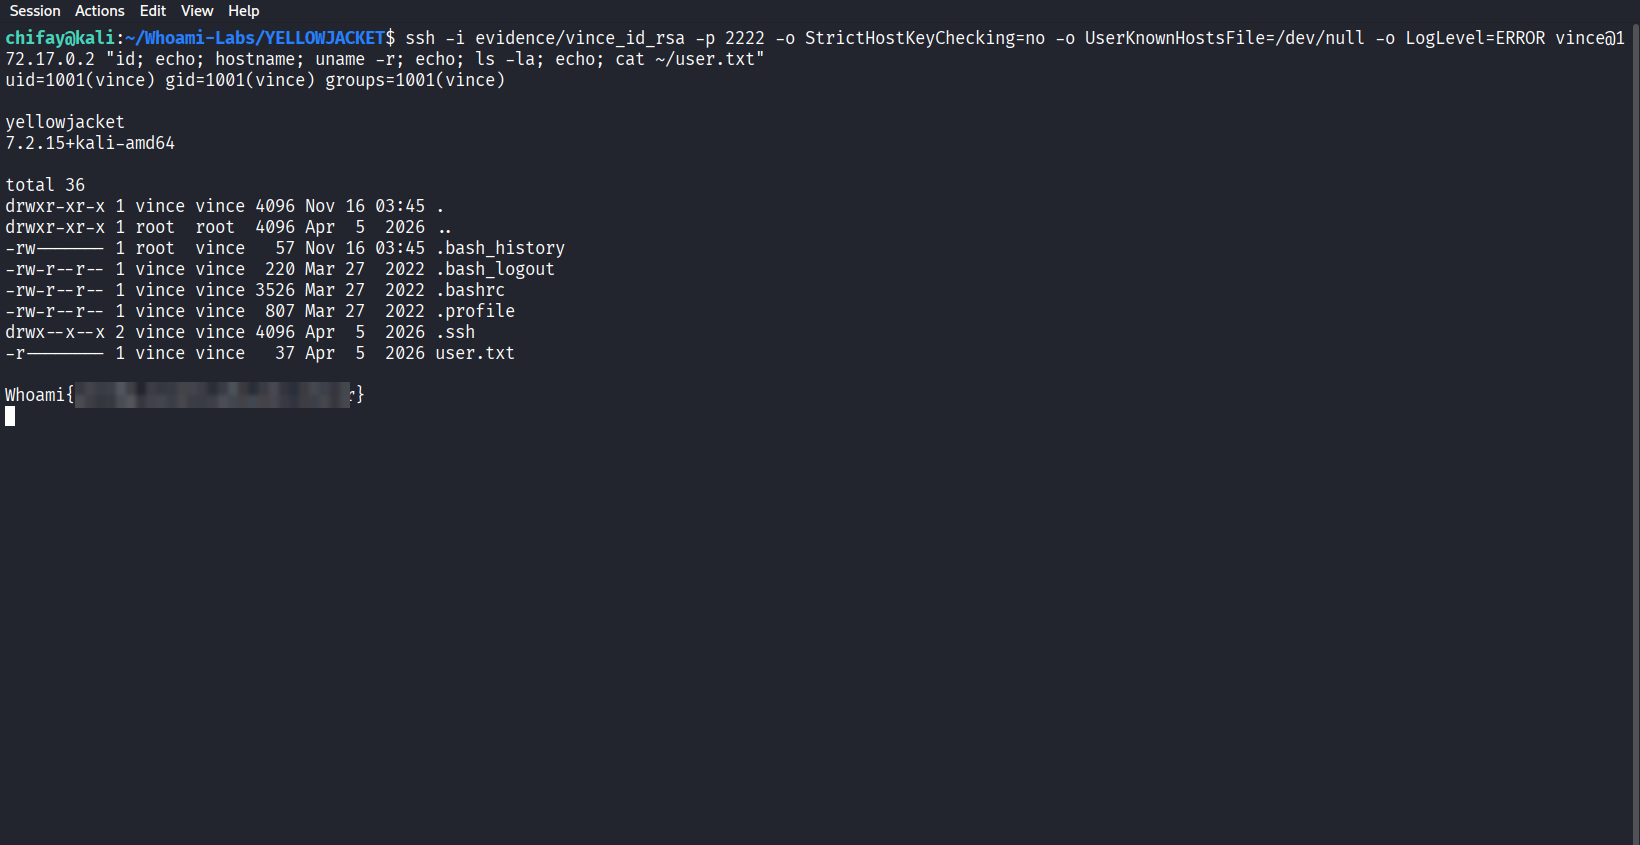 Session Actions Edit View Help
chifay@kali:~/Whoami-Labs/YELLOWJACKET$ ssh -i evidence/vince_id_rsa -p 2222 -o StrictHostKeyChecking=no -o UserKnownHostsFile=/dev/null -o LogLevel=ERROR vince@1
72.17.0.2 "id; echo; hostname; uname -r; echo; ls -la; echo; cat ~/user.txt"
uid=1001(vince) gid=1001(vince) groups=1001(vince)
yellowjacket
7.2.15+kali-amd64
total 36
drwxr-xr-x 1 vince vince 4096 Nov 16 03:45 .
drwxr-xr-x 1 root  root  4096 Apr  5  2026 ..
-rw------- 1 root  vince   57 Nov 16 03:45 .bash_history
-rw-r--r-- 1 vince vince  220 Mar 27  2022 .bash_logout
-rw-r--r-- 1 vince vince 3526 Mar 27  2022 .bashrc
-rw-r--r-- 1 vince vince  807 Mar 27  2022 .profile
drwx--x--x 2 vince vince 4096 Apr  5  2026 .ssh
-r-------- 1 vince vince   37 Apr  5  2026 user.txt
Whoami{ r}